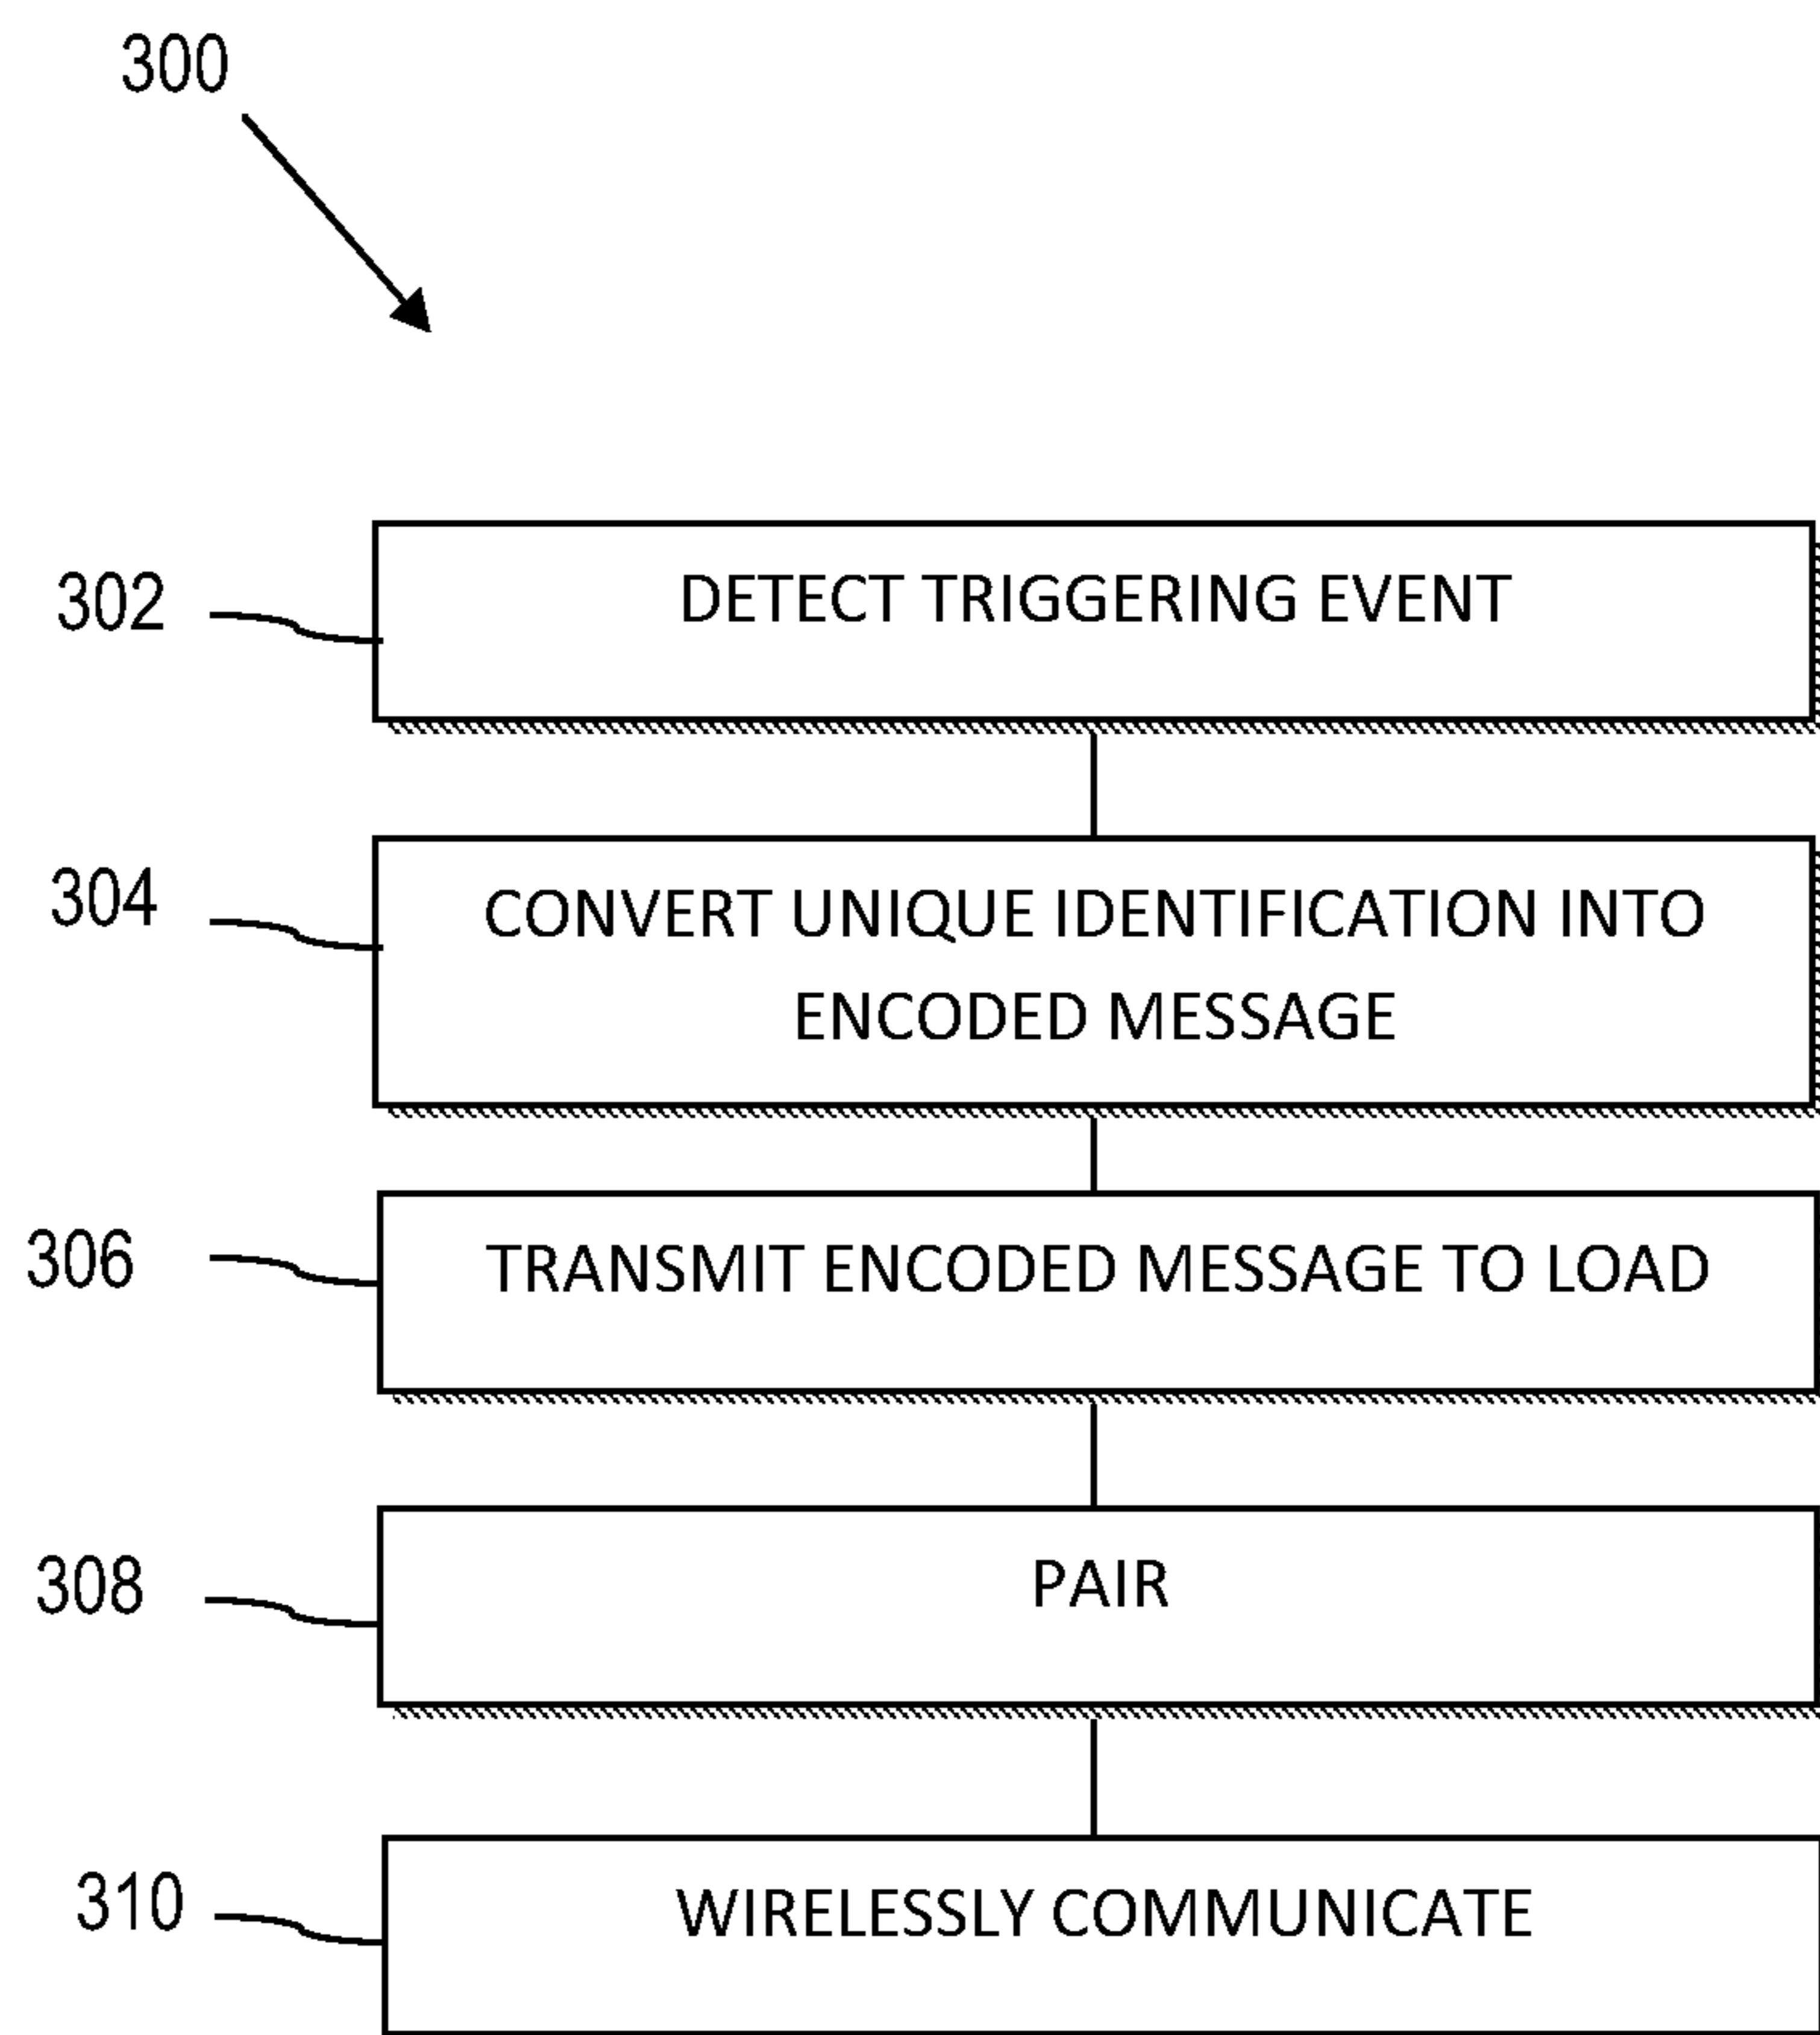 300
302
DETECT TRIGGERING EVENT
304
CONVERT UNIQUE IDENTIFICATION INTO
ENCODED MESSAGE
306
TRANSMIT ENCODED MESSAGE TO LOAD
308
PAIR
310
WIRELESSLY COMMUNICATE